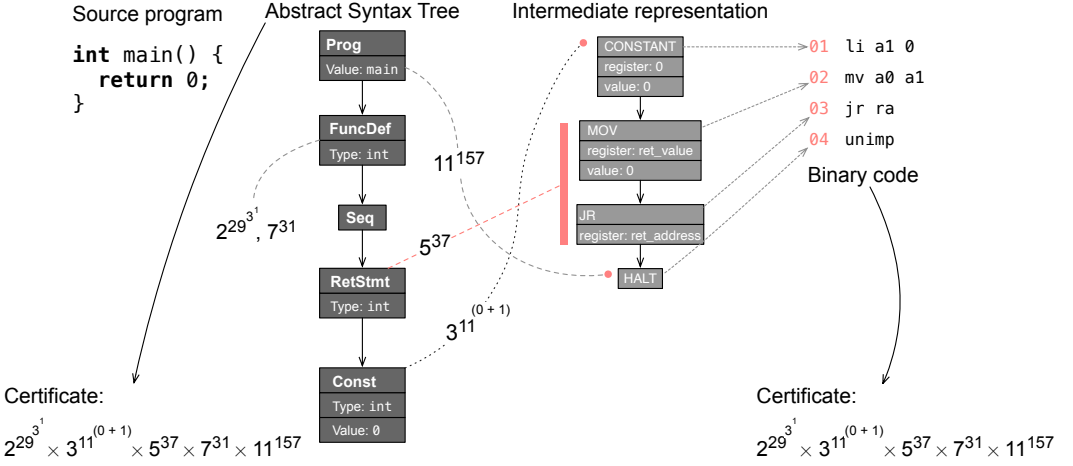 Source program
int main() {
  return 0;
}
Abstract Syntax Tree
Prog
Value: main
FuncDef
Type: int
Seq
RetStmt
Type: int
Const
Type: int
Value: 0
2^29^3^1, 7^31
11^157
5^37
3^11^(0 + 1)
Intermediate representation
CONSTANT
register: 0
value: 0
MOV
register: ret_value
value: 0
JR
register: ret_address
HALT
01 li a1 0
02 mv a0 a1
03 jr ra
04 unimp
Binary code
Certificate:
2^29^3^1 × 3^11^(0 + 1) × 5^37 × 7^31 × 11^157
Certificate:
2^29^3^1 × 3^11^(0 + 1) × 5^37 × 7^31 × 11^157